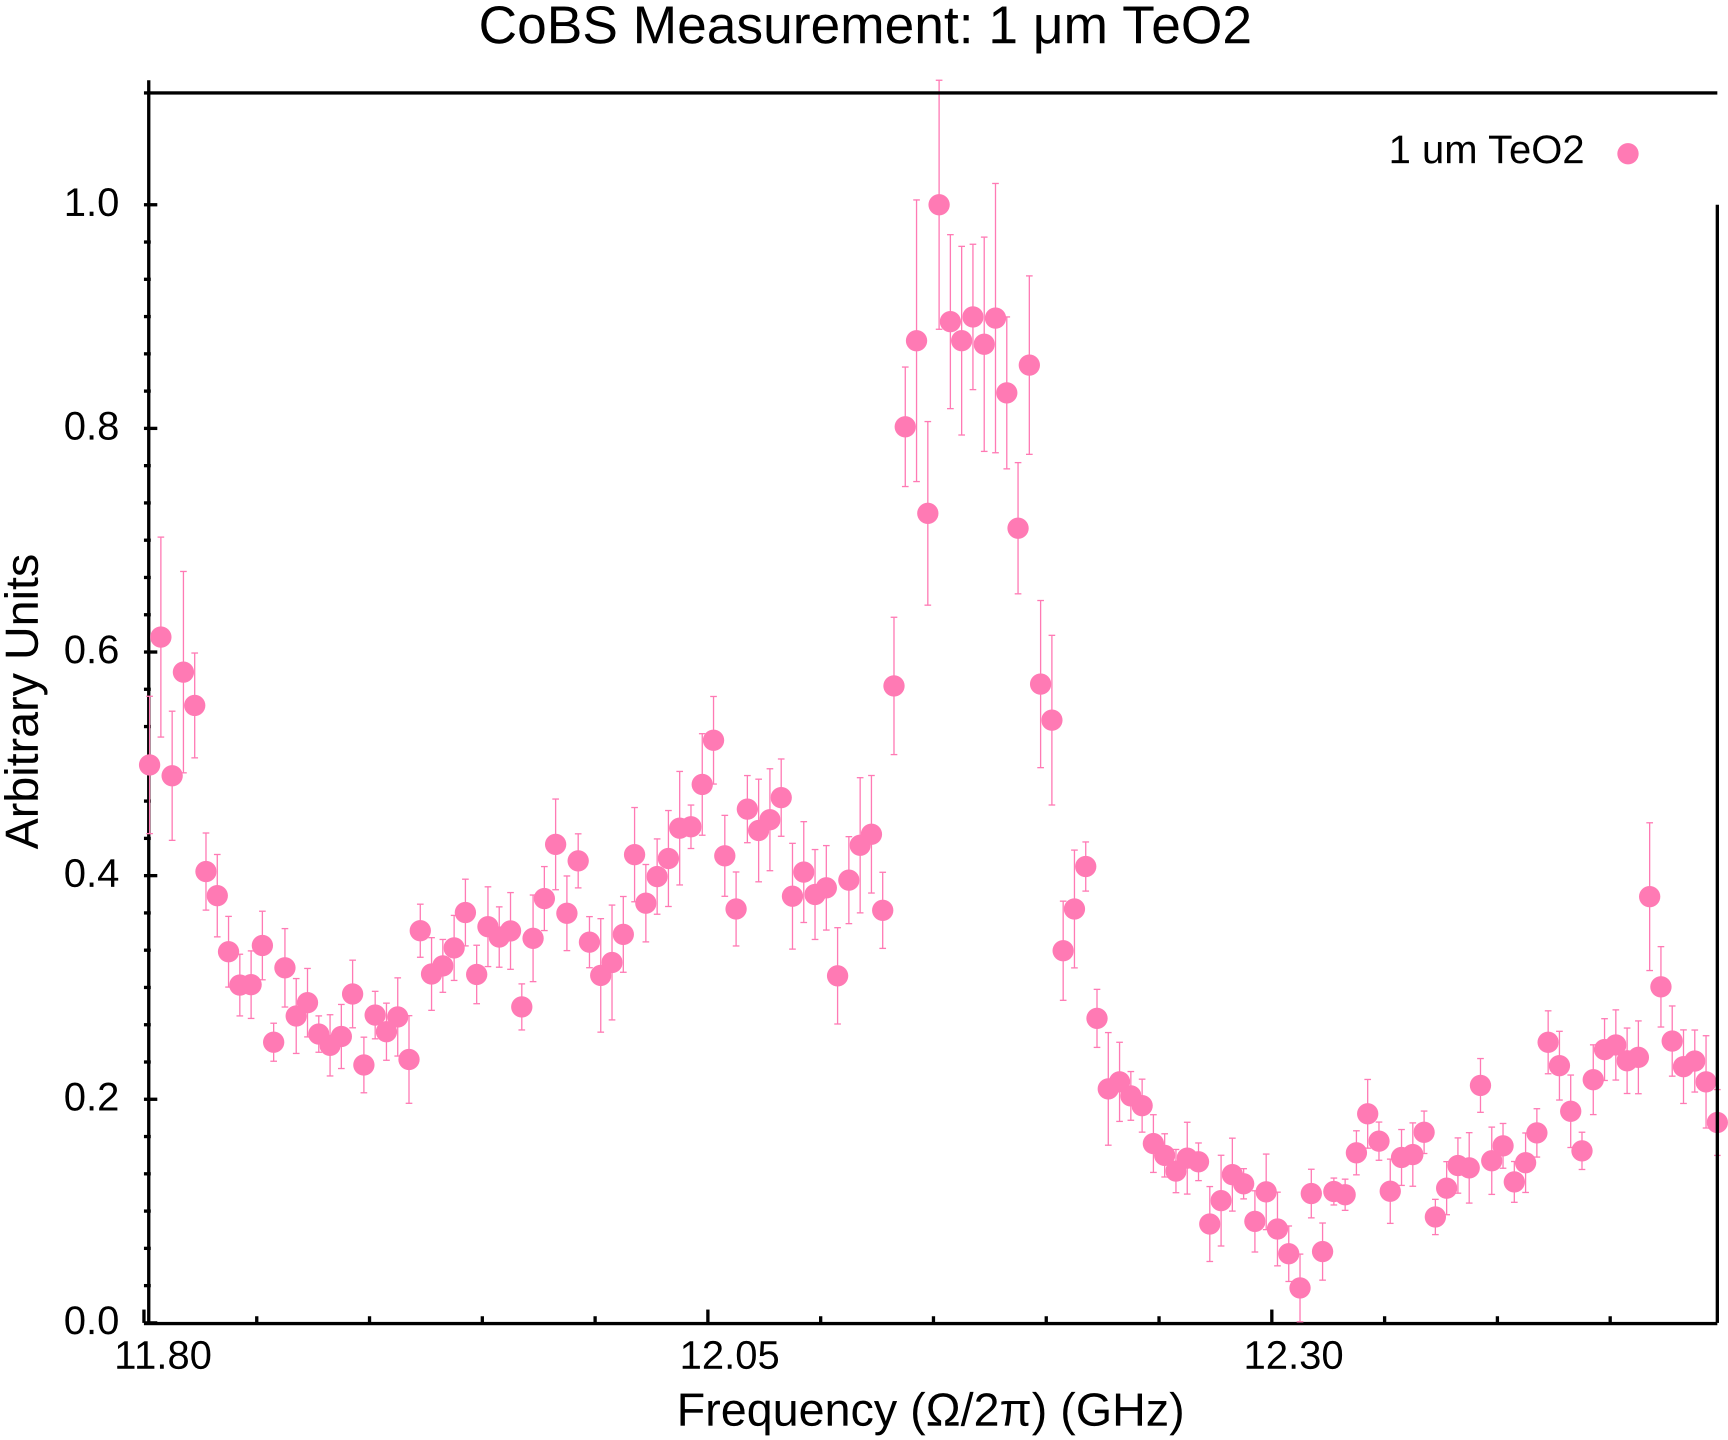 CoBS Measurement: 1 μm TeO2
1 um TeO2
1.0
0.8
0.6
0.4
0.2
0.0
Arbitrary Units
11.80 12.05 12.30
Frequency (Ω/2π) (GHz)